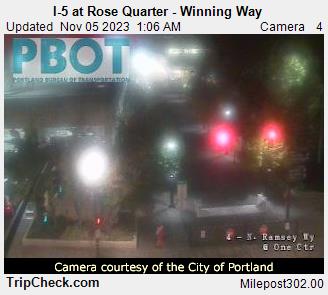 I-5 at Rose Quarter - Winning Way
Updated Nov 05 2023 1:06 AM Camera 4
PBOT
PORTLAND BUREAU OF TRANSPORTATION
4 - N. Ramsey Wy
@ One Ctr
Camera courtesy of the City of Portland
TripCheck.com Milepost302.00